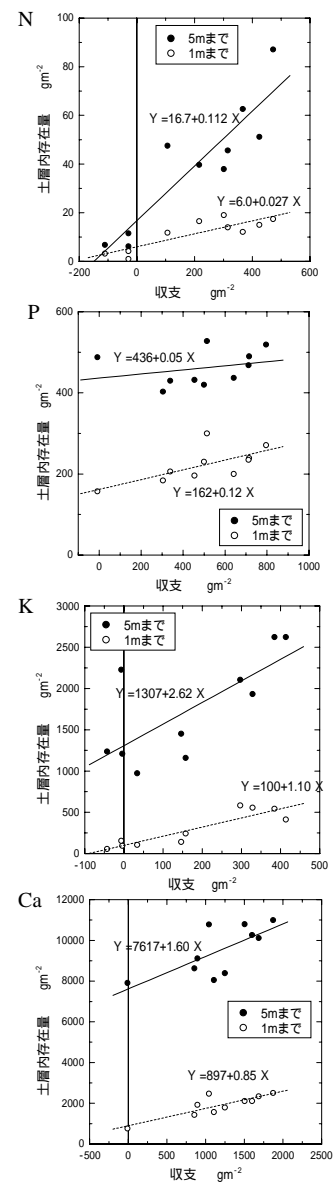 N
土層内存在量 gm-2
100
80
60
40
20
0
5mまで
1mまで
Y =16.7+0.112 X
Y =6.0+0.027 X
-200 0 200 400 600
収支 gm-2
P
土層内存在量 gm-2
600
400
200
0
Y =436+0.05 X
Y =162+0.12 X
5mまで
1mまで
0 200 400 600 800 1000
収支 gm-2
K
土層内存在量 gm-2
3000
2500
2000
1500
1000
500
0
5mまで
1mまで
Y =1307+2.62 X
Y =100+1.10 X
-100 0 100 200 300 400 500
収支 gm-2
Ca
土層内存在量 gm-2
12000
10000
8000
6000
4000
2000
0
Y =7617+1.60 X
5mまで
1mまで
Y =897+0.85 X
-500 0 500 1000 1500 2000 2500
収支 gm-2